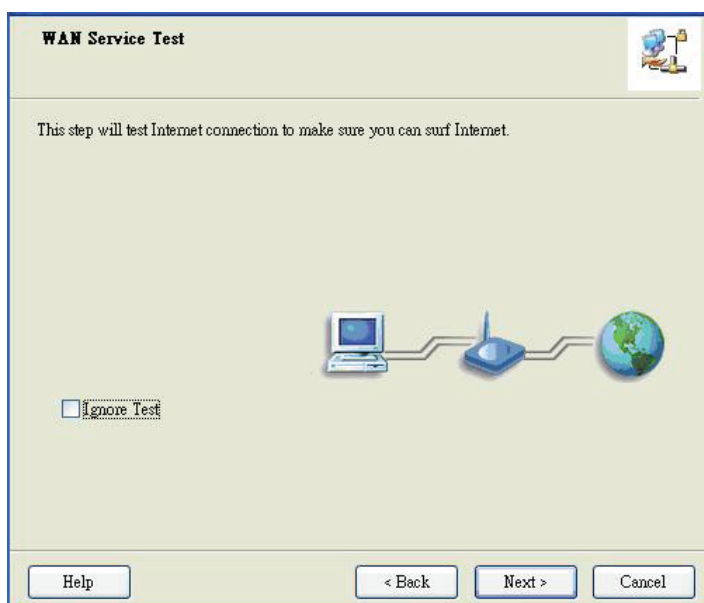 WAN Service Test
This step will test Internet connection to make sure you can surf Internet.
Ignore Test
Help
< Back
Next >
Cancel